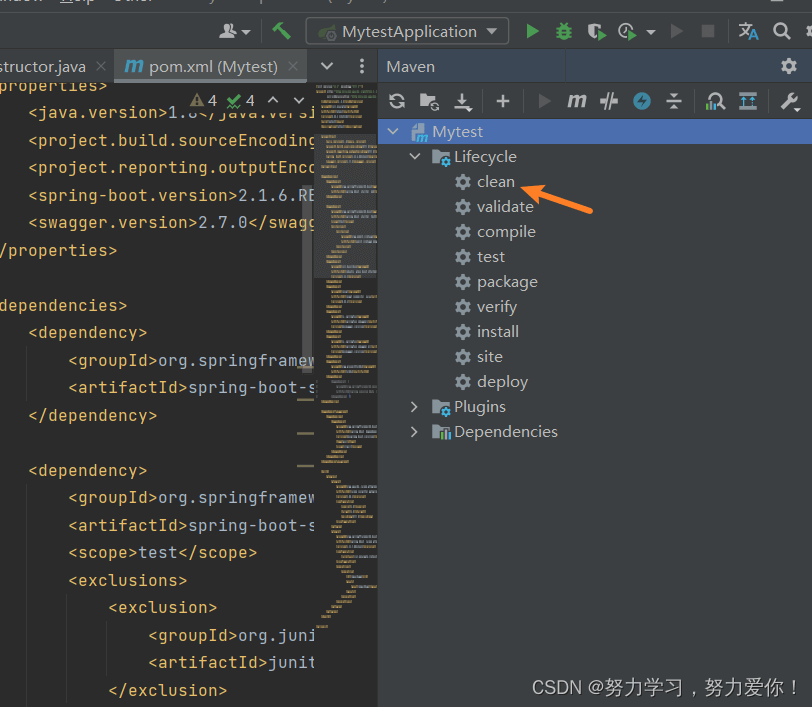 MytestApplication
structor.java
pom.xml (Mytest)
Maven
properties>
4 4
<java.version>1.8</java.versi
<project.build.sourceEncoding
<project.reporting.outputEnco
<spring-boot.version>2.1.6.RE
<swagger.version>2.7.0</swagg
/properties>
dependencies>
<dependency>
<groupId>org.springframew
<artifactId>spring-boot-s
</dependency>
<dependency>
<groupId>org.springframew
<artifactId>spring-boot-s
<scope>test</scope>
<exclusions>
<exclusion>
<groupId>org.juni
<artifactId>junit
</exclusion>
Mytest
Lifecycle
clean
validate
compile
test
package
verify
install
site
deploy
Plugins
Dependencies
CSDN @努力学习，努力爱你！